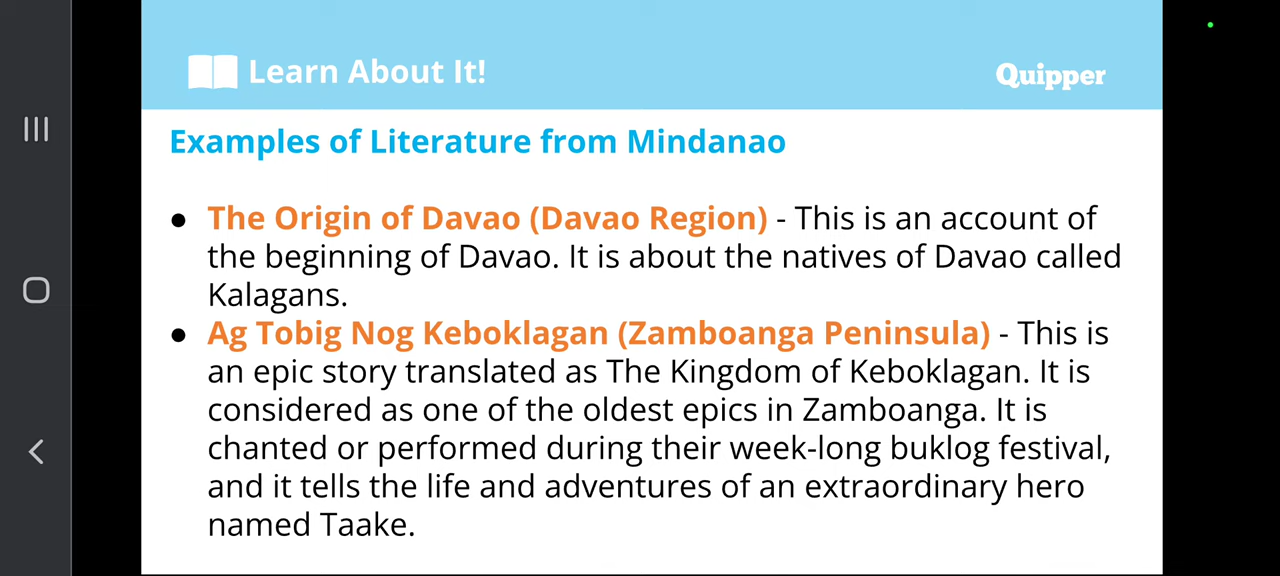 Learn About It!
Quipper
Examples of Literature from Mindanao
● The Origin of Davao (Davao Region) - This is an account of
the beginning of Davao. It is about the natives of Davao called
Kalagans.
● Ag Tobig Nog Keboklagan (Zamboanga Peninsula) - This is
an epic story translated as The Kingdom of Keboklagan. It is
considered as one of the oldest epics in Zamboanga. It is
chanted or performed during their week-long buklog festival,
and it tells the life and adventures of an extraordinary hero
named Taake.